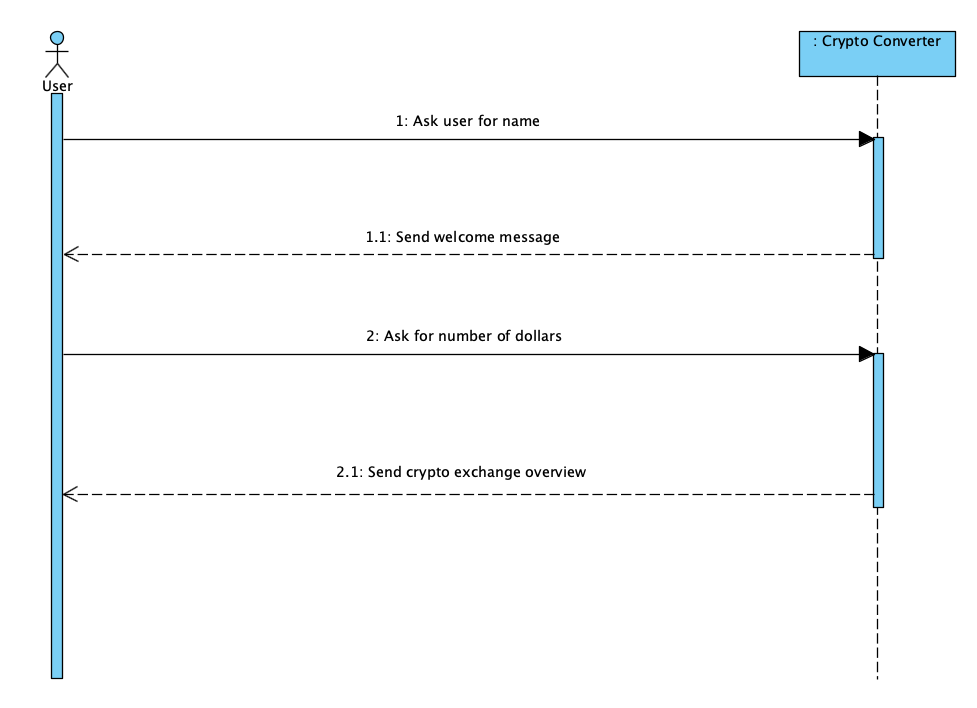 User
: Crypto Converter
1: Ask user for name
1.1: Send welcome message
2: Ask for number of dollars
2.1: Send crypto exchange overview